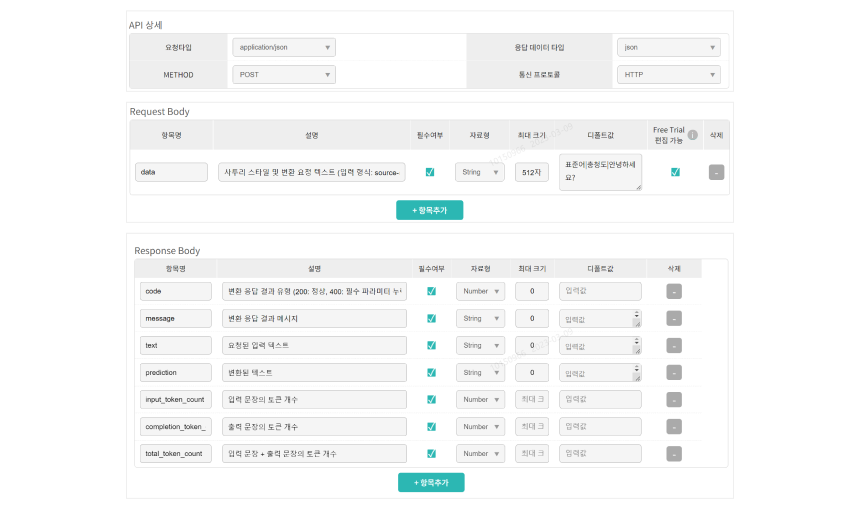 API 상세
요청타입 application/json 응답 데이터 타입 json
METHOD POST 통신 프로토콜 HTTP
Request Body
항목명 설명 필수여부 자료형 최대 크기 디폴트값 Free Trial 편집 가능 삭제
data 사투리 스타일 및 변환 요청 텍스트 (입력 형식: source- String 512자 표준어|충청도|안녕하세
요?
+ 항목추가
Response Body
항목명 설명 필수여부 자료형 최대 크기 디폴트값 삭제
code 변환 응답 결과 유형 (200: 정상, 400: 필수 파라미터 누 Number 0 입력값
message 변환 응답 결과 메시지 String 0 입력값
text 요청된 입력 텍스트 String 0 입력값
prediction 변환된 텍스트 String 0 입력값
input_token_count 입력 문장의 토큰 개수 Number 최대 크 입력값
completion_token_ 출력 문장의 토큰 개수 Number 최대 크 입력값
total_token_count 입력 문장 + 출력 문장의 토큰 개수 Number 최대 크 입력값
+ 항목추가